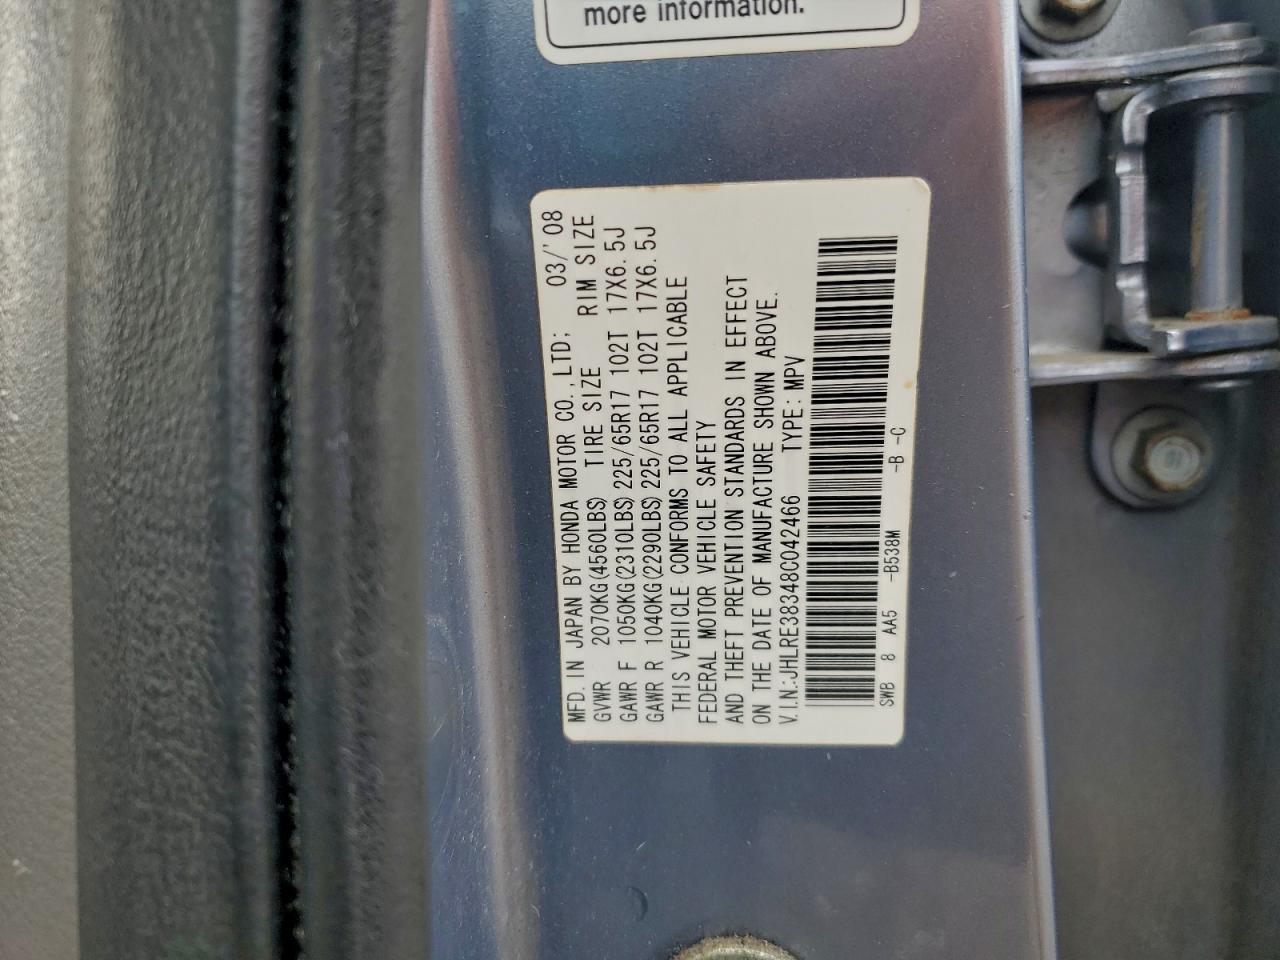 more information.
MFD. IN JAPAN BY HONDA MOTOR CO.,LTD; 03/'08
GVWR 2070KG(4560LBS) TIRE SIZE RIM SIZE
GAWR F 1050KG(2310LBS) 225/65R17 102T 17X6.5J
GAWR R 1040KG(2290LBS) 225/65R17 102T 17X6.5J
THIS VEHICLE CONFORMS TO ALL APPLICABLE
FEDERAL MOTOR VEHICLE SAFETY
AND THEFT PREVENTION STANDARDS IN EFFECT
ON THE DATE OF MANUFACTURE SHOWN ABOVE.
V.I.N.:JHLRE38348C042466 TYPE: MPV
SWB 8 AA5 -B538M -B -C